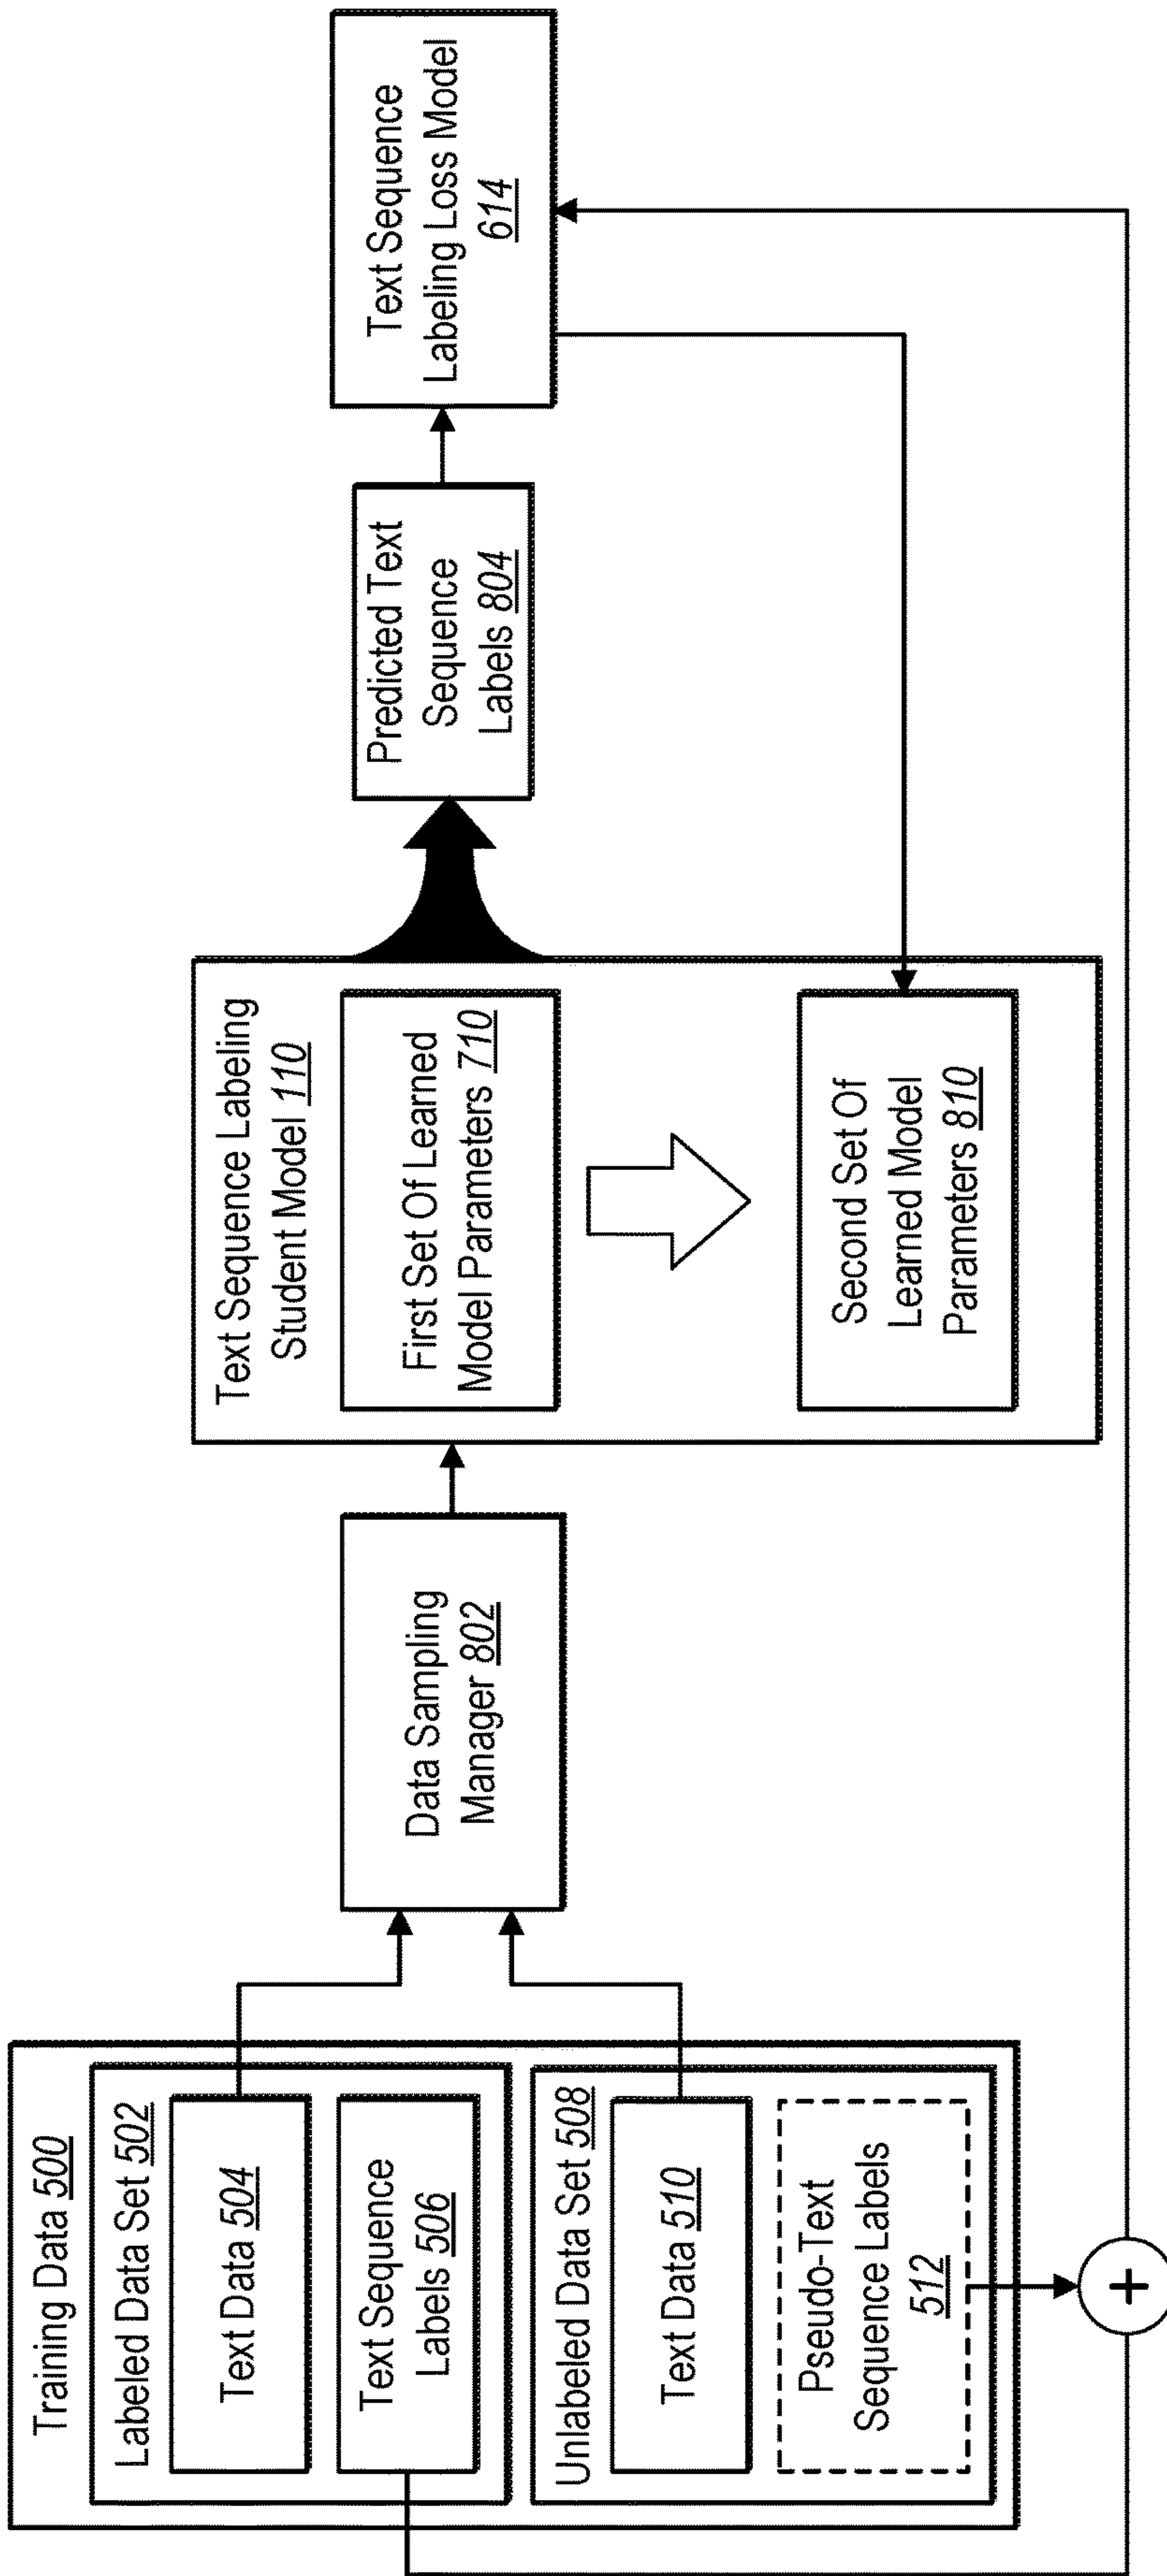 Training Data 500
Labeled Data Set 502
Text Data 504
Text Sequence
Labels 506
Unlabeled Data Set 508
Text Data 510
Pseudo-Text
Sequence Labels
512
+
Data Sampling
Manager 802
Text Sequence Labeling
Student Model 110
First Set Of Learned
Model Parameters 710
Second Set Of
Learned Model
Parameters 810
Predicted Text
Sequence
Labels 804
Text Sequence
Labeling Loss Model
614